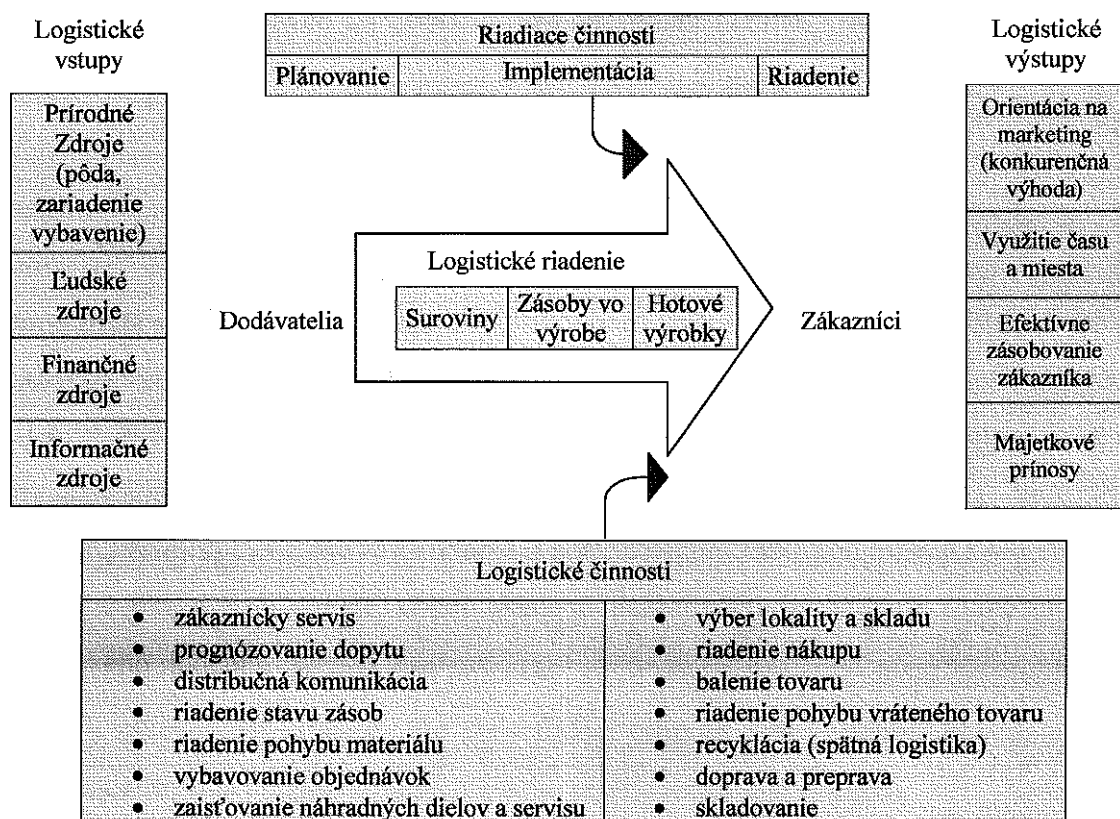 Logistické
vstupy
Prírodné
Zdroje
(pôda,
zariadenie
vybavenie)
Ľudské
zdroje
Finančné
zdroje
Informačné
zdroje
Riadiace činnosti
Plánovanie
Implementácia
Riadenie
Dodávatelia
Logistické riadenie
Suroviny
Zásoby vo
výrobe
Hotové
výrobky
Zákazníci
Logistické
výstupy
Orientácia na
marketing
(konkurenčná
výhoda)
Využitie času
a miesta
Efektívne
zásobovanie
zákazníka
Majetkové
prínosy
Logistické činnosti
• zákaznícky servis
• prognózovanie dopytu
• distribučná komunikácia
• riadenie stavu zásob
• riadenie pohybu materiálu
• vybavovanie objednávok
• zaisťovanie náhradných dielov a servisu
• výber lokality a skladu
• riadenie nákupu
• balenie tovaru
• riadenie pohybu vráteného tovaru
• recyklácia (spätná logistika)
• doprava a preprava
• skladovanie